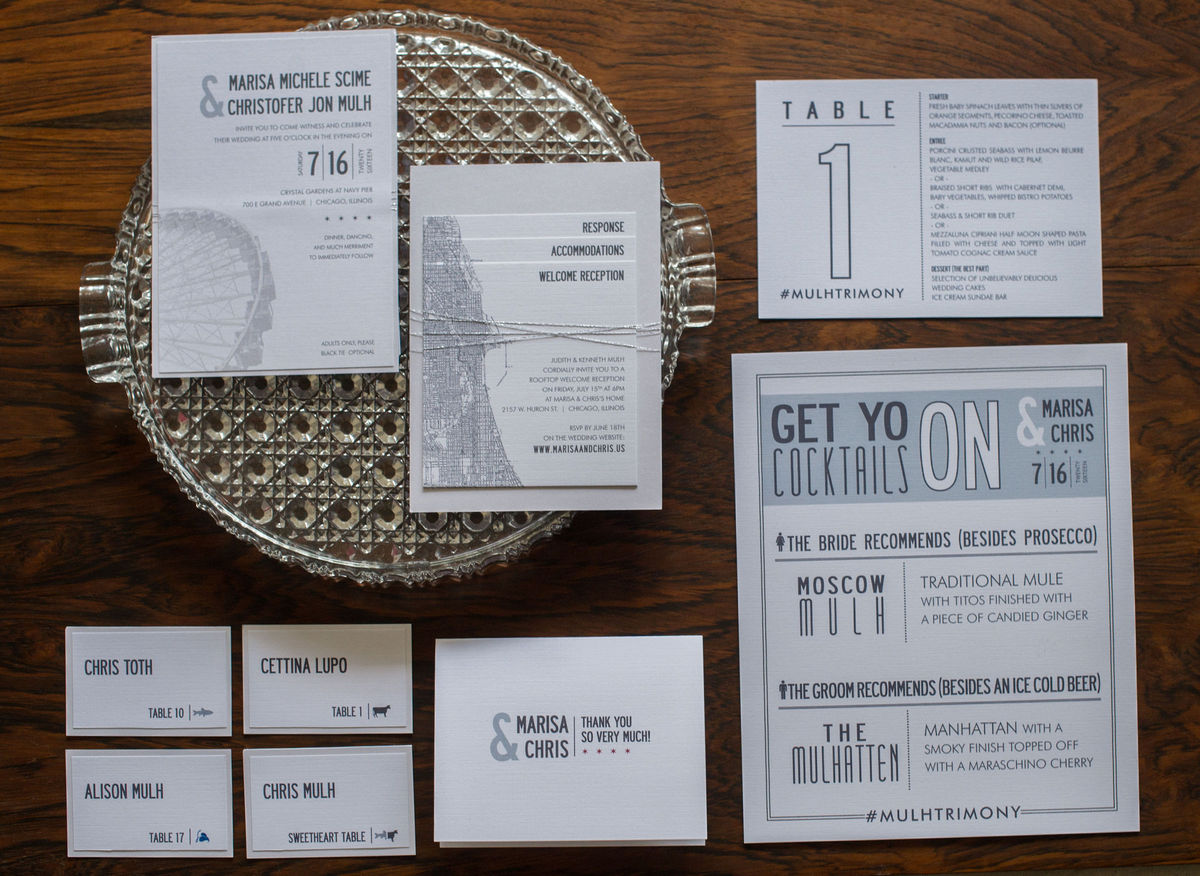 & MARISA MICHELE SCIME
CHRISTOFER JON MULH
INVITE YOU TO COME WITNESS AND CELEBRATE
THEIR WEDDING AT FIVE O'CLOCK IN THE EVENING ON
SATURDAY 7 | 16 TWENTY SIXTEEN
CRYSTAL GARDENS AT NAVY PIER
700 E GRAND AVENUE | CHICAGO, ILLINOIS
DINNER, DANCING,
AND MUCH MERRIMENT
TO IMMEDIATELY FOLLOW
ADULTS ONLY, PLEASE
BLACK TIE- OPTIONAL
RESPONSE
ACCOMMODATIONS
WELCOME RECEPTION
JUDITH & KENNETH MULH
CORDIALLY INVITE YOU TO A
ROOFTOP WELCOME RECEPTION
ON FRIDAY, JULY 15TH AT 6PM
AT MARISA & CHRIS'S HOME
2157 W. HURON ST. | CHICAGO, ILLINOIS
RSVP BY JUNE 18TH
ON THE WEDDING WEBSITE:
WWW.MARISAANDCHRIS.US
TABLE
1
#MULHTRIMONY
STARTER
FRESH BABY SPINACH LEAVES WITH THIN SLIVERS OF
ORANGE SEGMENTS, PECORINO CHEESE, TOASTED
MACADAMIA NUTS AND BACON (OPTIONAL)
ENTREE
PORCINI CRUSTED SEABASS WITH LEMON BEURRE
BLANC, KAMUT AND WILD RICE PILAF,
VEGETABLE MEDLEY
- OR -
BRAISED SHORT RIBS WITH CABERNET DEMI,
BABY VEGETABLES, WHIPPED BISTRO POTATOES
- OR -
SEABASS & SHORT RIB DUET
- OR -
MEZZALUNA CIPRIANI HALF MOON SHAPED PASTA
FILLED WITH CHEESE AND TOPPED WITH LIGHT
TOMATO COGNAC CREAM SAUCE
DESSERT (THE BEST PART)
SELECTION OF UNBELIEVABLY DELICIOUS
WEDDING CAKES
ICE CREAM SUNDAE BAR
GET YO
COCKTAILS
ON
& MARISA
CHRIS
7 | 16 TWENTY SIXTEEN
THE BRIDE RECOMMENDS (BESIDES PROSECCO)
MOSCOW
MULH
TRADITIONAL MULE
WITH TITOS FINISHED WITH
A PIECE OF CANDIED GINGER
THE GROOM RECOMMENDS (BESIDES AN ICE COLD BEER)
THE
MULHATTEN
MANHATTAN WITH A
SMOKY FINISH TOPPED OFF
WITH A MARASCHINO CHERRY
#MULHTRIMONY
CHRIS TOTH
TABLE 10
CETTINA LUPO
TABLE 1
ALISON MULH
TABLE 17
CHRIS MULH
SWEETHEART TABLE
& MARISA
CHRIS
THANK YOU
SO VERY MUCH!